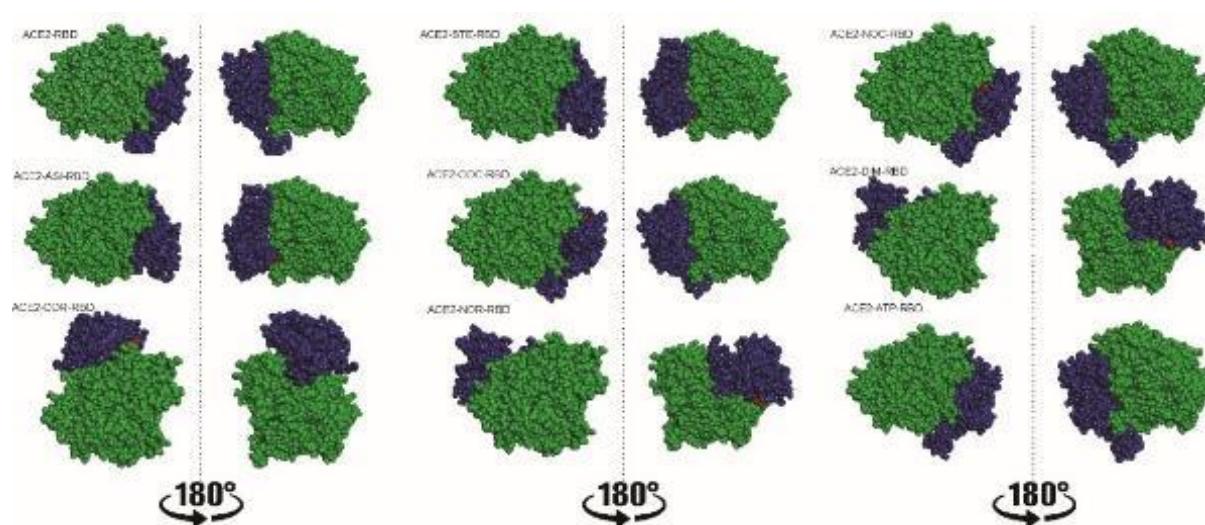 ACE2-RBD
ACE2-STE-RBD
ACE2-NOC-RBD
ACE2-ASI-RBD
ACE2-COC-RBD
ACE2-DIM-RBD
ACE2-COR-RBD
ACE2-NOR-RBD
ACE2-ATP-RBD
180°
180°
180°